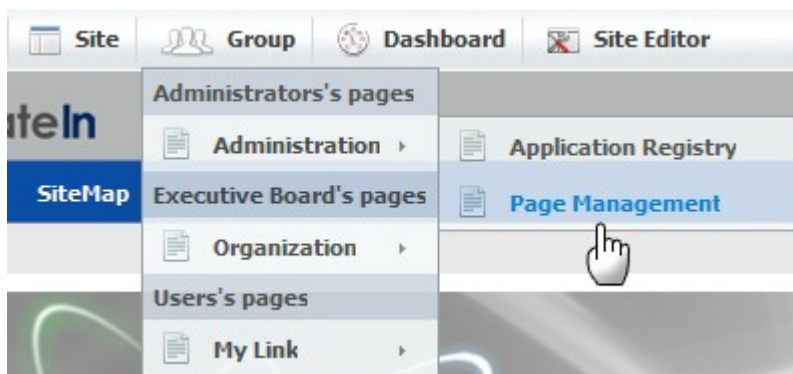 Site Group Dashboard Site Editor
Administrators's pages
ateIn
Administration Application Registry
SiteMap Executive Board's pages Page Management
Organization
Users's pages
My Link